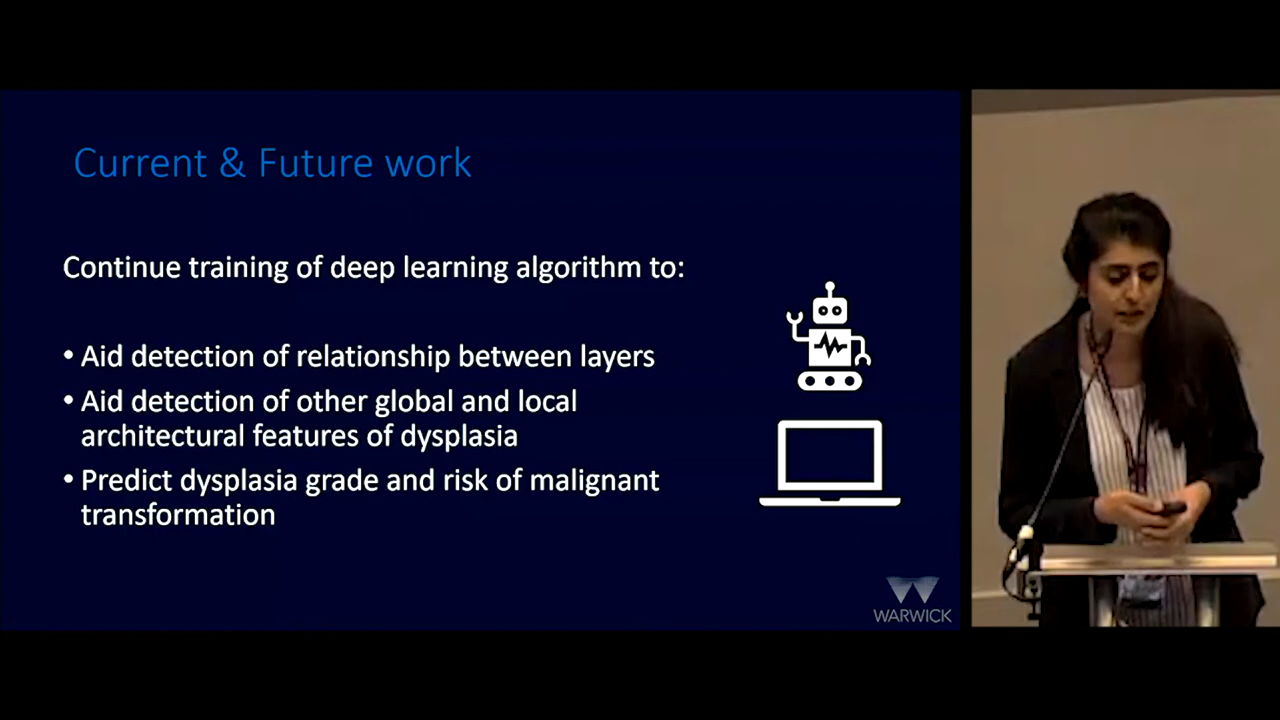 Current & Future work
Continue training of deep learning algorithm to:
• Aid detection of relationship between layers
• Aid detection of other global and local
architectural features of dysplasia
• Predict dysplasia grade and risk of malignant
transformation
WARWICK